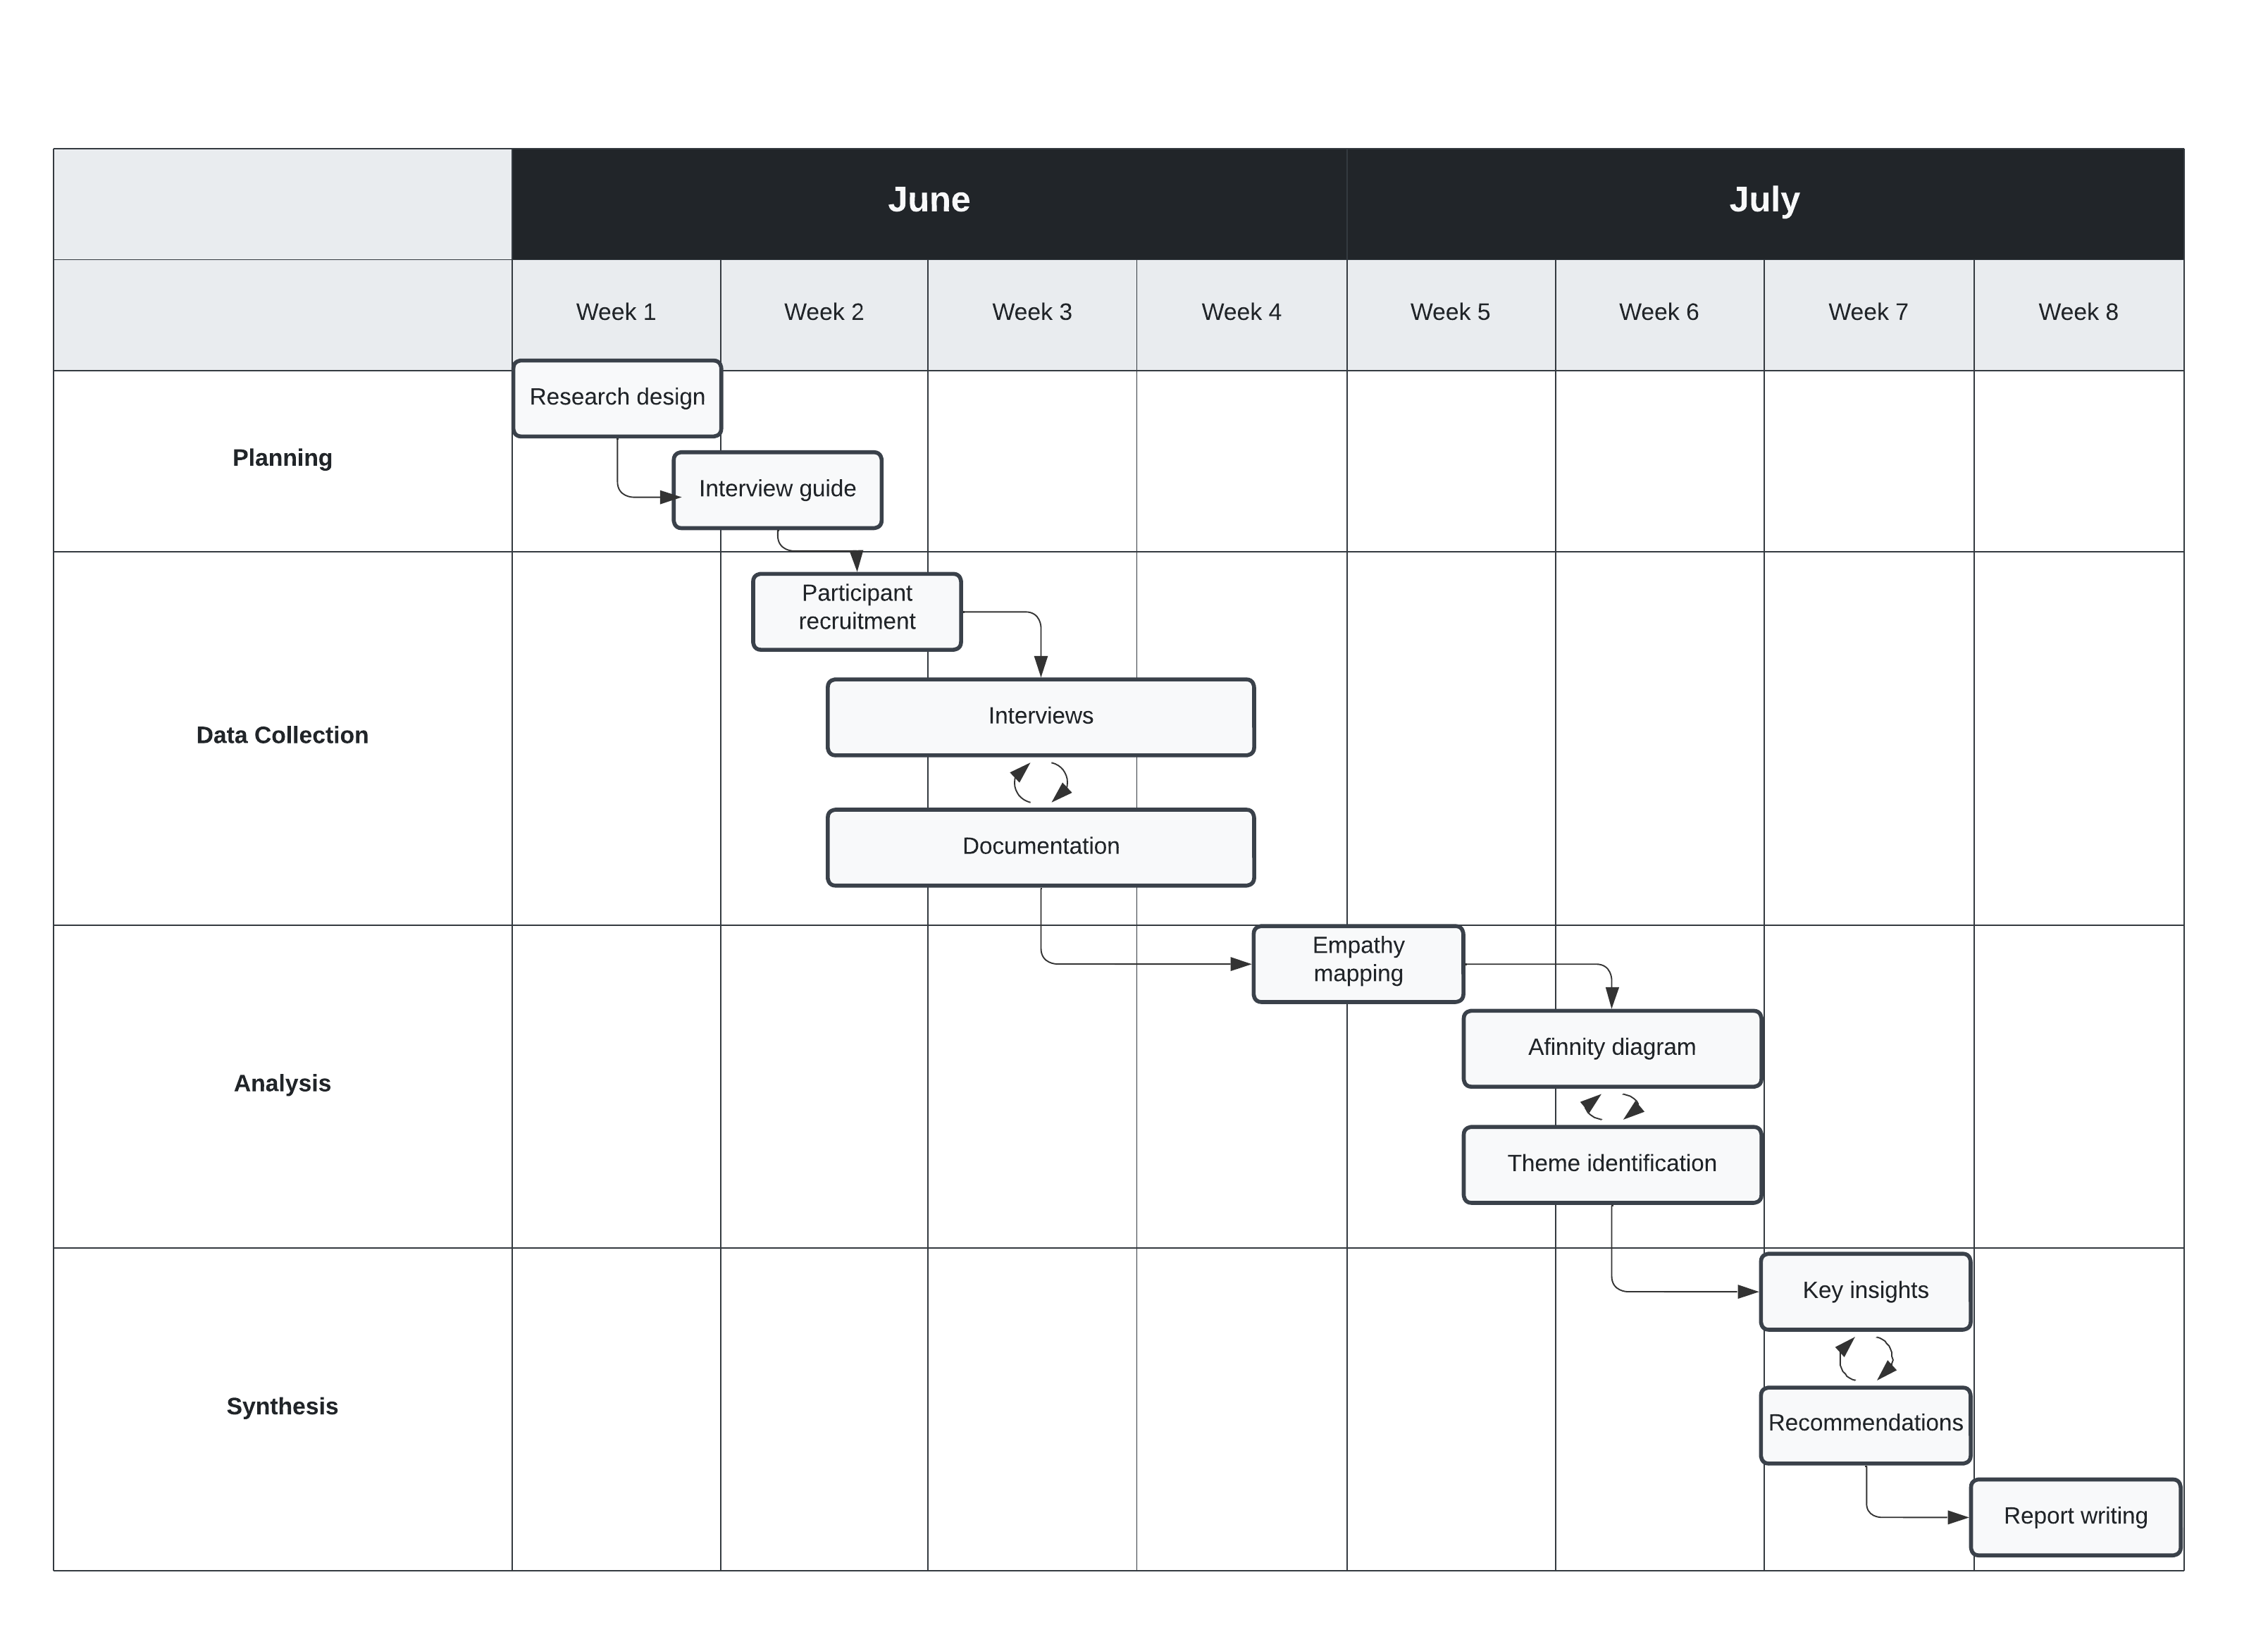 June
July
Week 1
Week 2
Week 3
Week 4
Week 5
Week 6
Week 7
Week 8
Planning
Research design
Interview guide
Data Collection
Participant
recruitment
Interviews
Documentation
Analysis
Empathy
mapping
Afinnity diagram
Theme identification
Synthesis
Key insights
Recommendations
Report writing